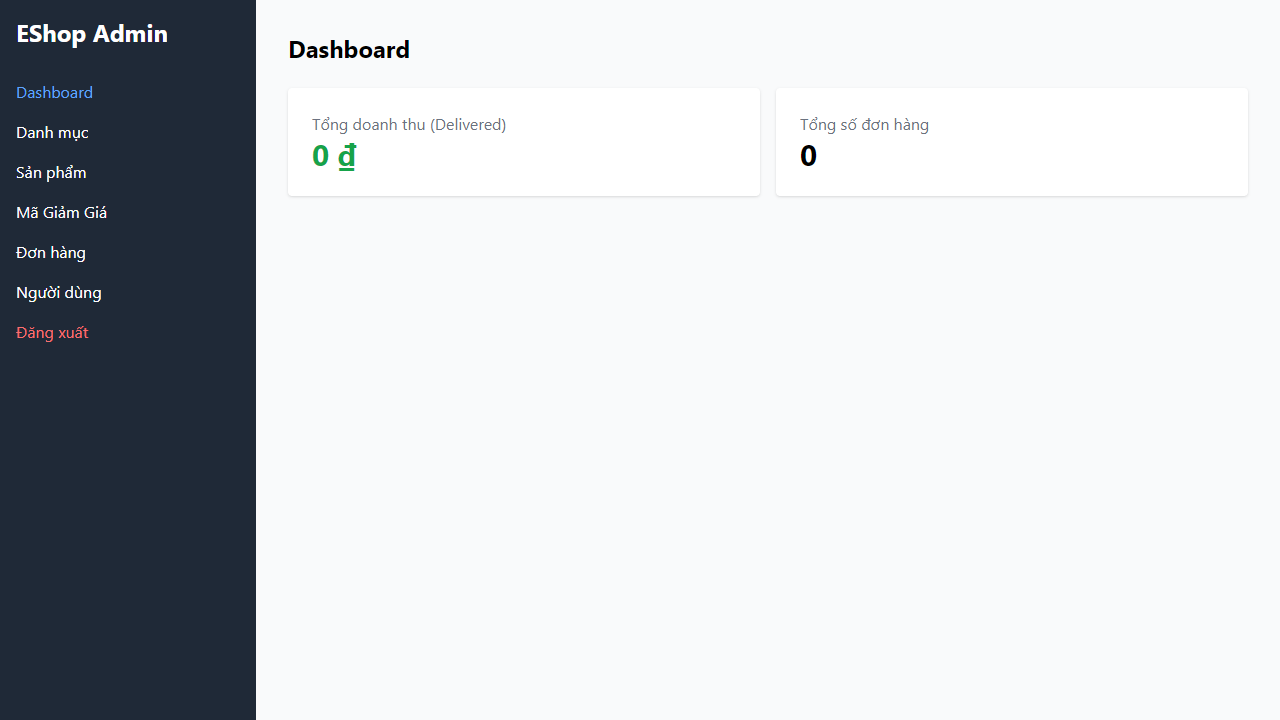 EShop Admin
Dashboard
Danh mục
Sản phẩm
Mã Giảm Giá
Đơn hàng
Người dùng
Đăng xuất
Dashboard
Tổng doanh thu (Delivered)
0 ₫
Tổng số đơn hàng
0